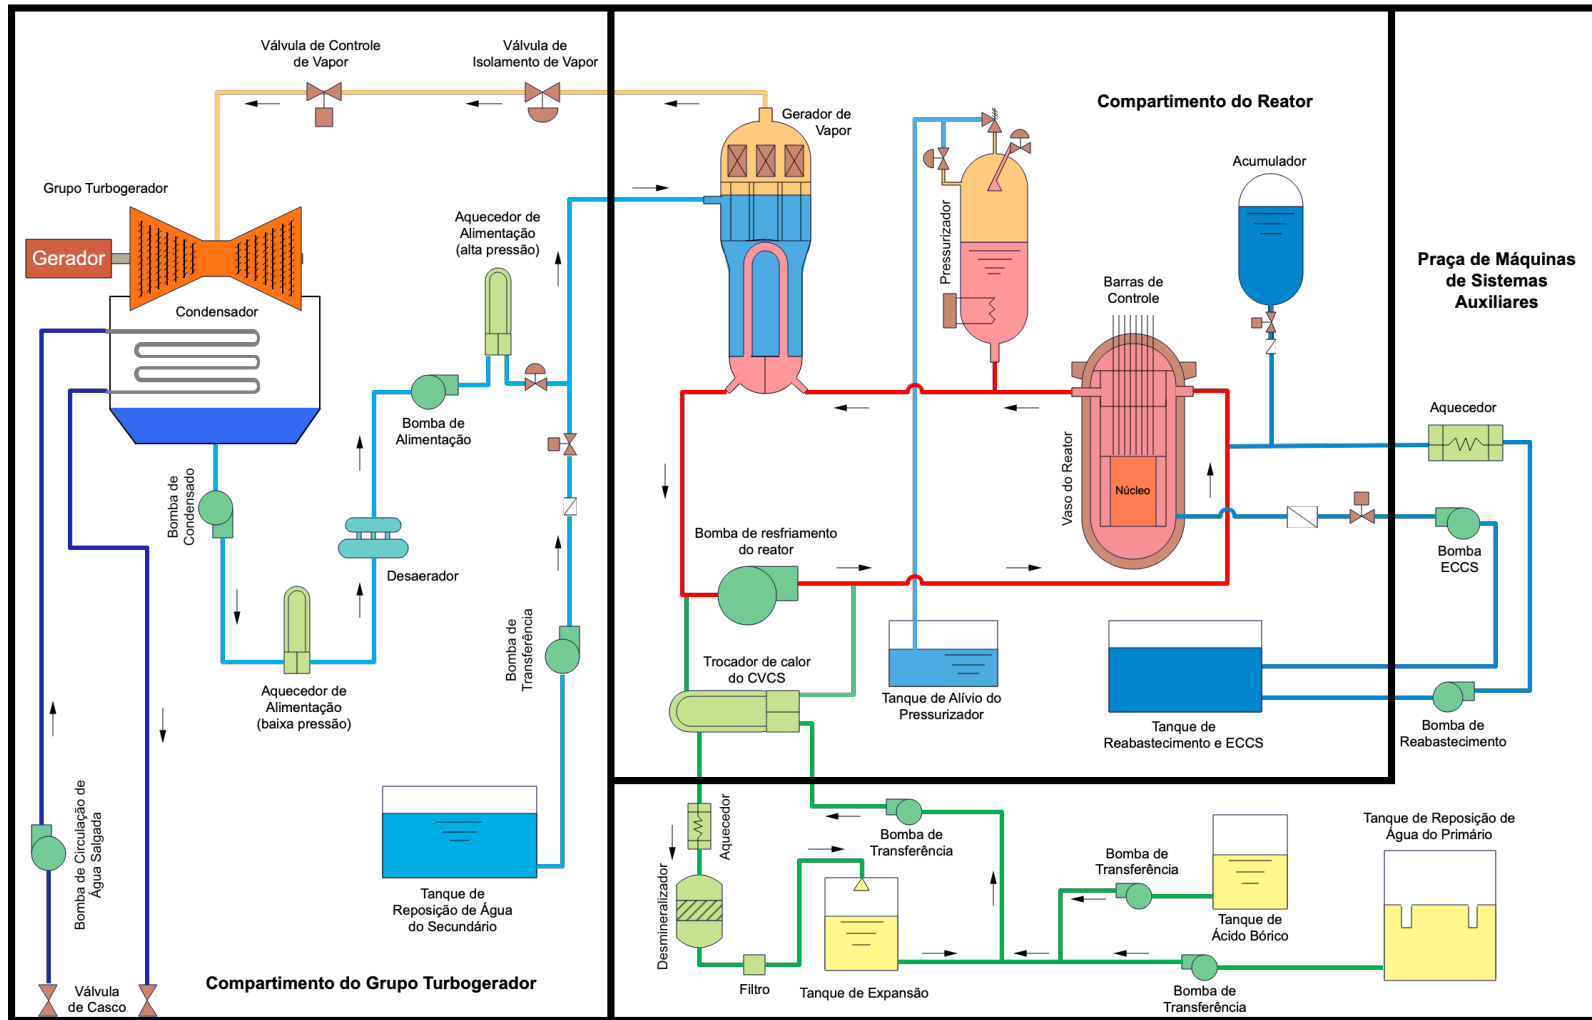 Válvula de Controle
de Vapor
Válvula de
Isolamento de Vapor
Grupo Turbogerador
Gerador
Condensador
Aquecedor de
Alimentação
(alta pressão)
Bomba de
Alimentação
Bomba de
Condensado
Desaerador
Aquecedor de
Alimentação
(baixa pressão)
Bomba de
Transferência
Bomba de Circulação de
Água Salgada
Tanque de
Reposição de Água
do Secundário
Válvula
de Casco
Compartimento do Grupo Turbogerador
Compartimento do Reator
Gerador de
Vapor
Pressurizador
Acumulador
Barras de
Controle
Vaso do Reator
Núcleo
Bomba de resfriamento
do reator
Trocador de calor
do CVCS
Tanque de Alívio do
Pressurizador
Tanque de
Reabastecimento e ECCS
Praça de Máquinas
de Sistemas
Auxiliares
Aquecedor
Bomba
ECCS
Bomba de
Reabastecimento
Aquecedor
Desmineralizador
Filtro
Tanque de Expansão
Bomba de
Transferência
Bomba de
Transferência
Tanque de
Ácido Bórico
Tanque de Reposição de
Água do Primário
Bomba de
Transferência